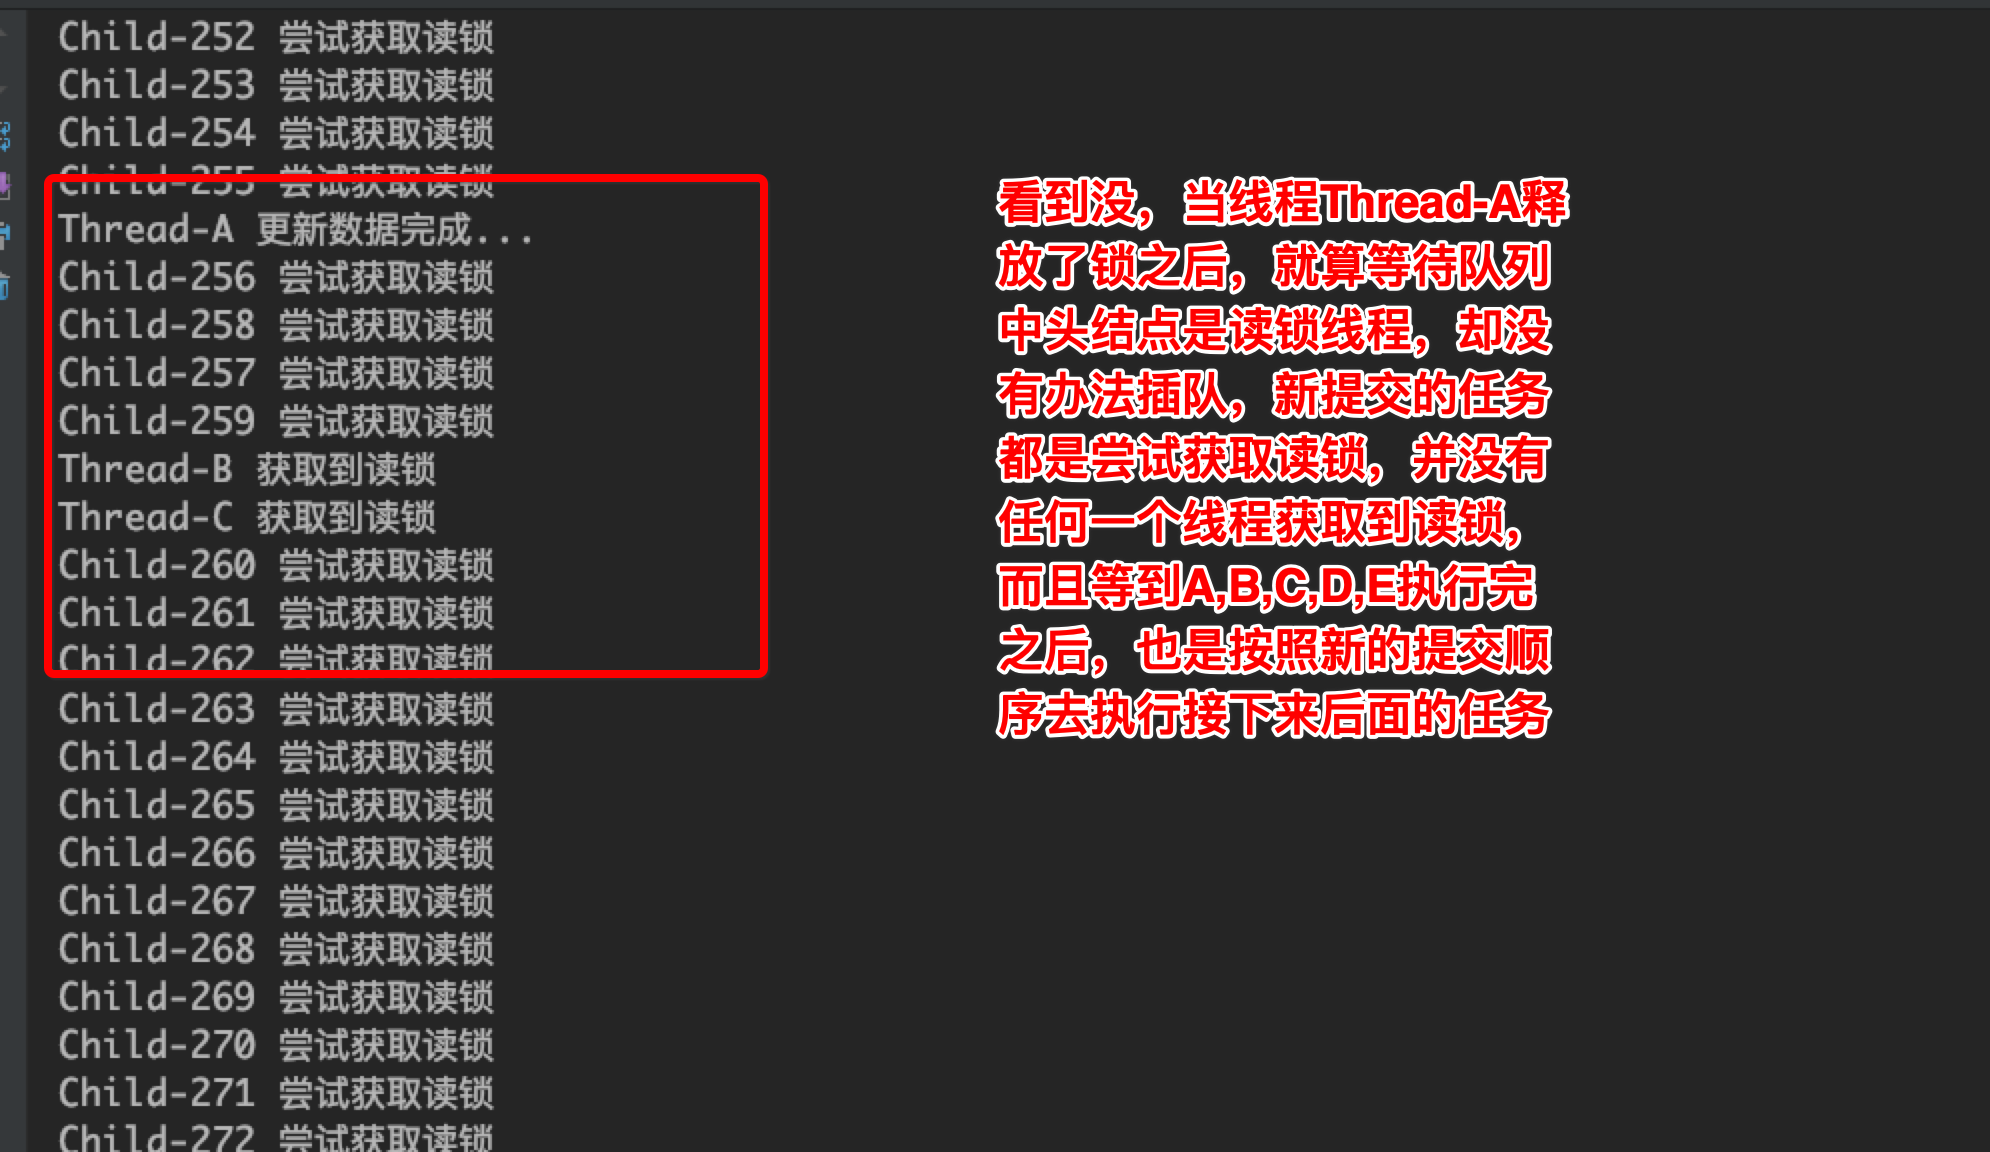 Child-252 尝试获取读锁
Child-253 尝试获取读锁
Child-254 尝试获取读锁
Child-255 尝试获取读锁
Thread-A 更新数据完成...
Child-256 尝试获取读锁
Child-258 尝试获取读锁
Child-257 尝试获取读锁
Child-259 尝试获取读锁
Thread-B 获取到读锁
Thread-C 获取到读锁
Child-260 尝试获取读锁
Child-261 尝试获取读锁
Child-262 尝试获取读锁
Child-263 尝试获取读锁
Child-264 尝试获取读锁
Child-265 尝试获取读锁
Child-266 尝试获取读锁
Child-267 尝试获取读锁
Child-268 尝试获取读锁
Child-269 尝试获取读锁
Child-270 尝试获取读锁
Child-271 尝试获取读锁
Child-272 尝试获取读锁
看到没，当线程Thread-A释
放了锁之后，就算等待队列
中头结点是读锁线程，却没
有办法插队，新提交的任务
都是尝试获取读锁，并没有
任何一个线程获取到读锁，
而且等到A,B,C,D,E执行完
之后，也是按照新的提交顺
序去执行接下来后面的任务